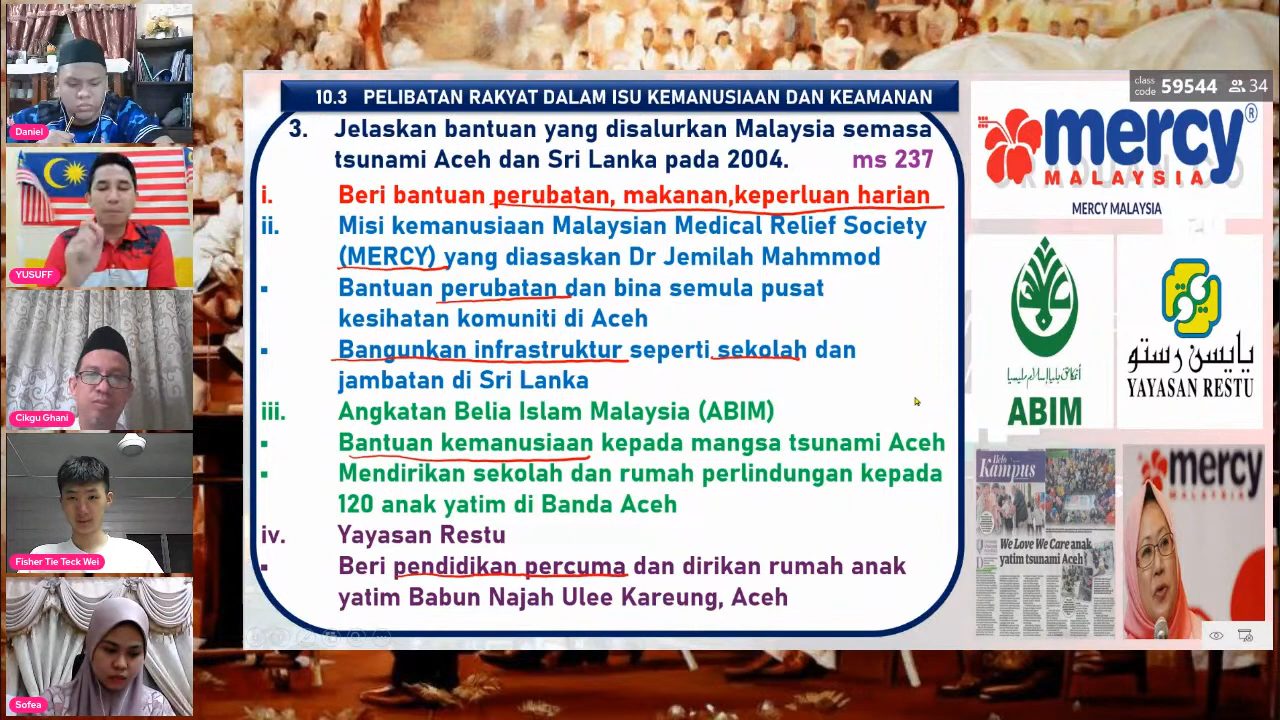 Daniel
YUSUFF
Cikgu Ghani
Fisher Tie Teck Wei
Sofea
10.3 PELIBATAN RAKYAT DALAM ISU KEMANUSIAAN DAN KEAMANAN
3. Jelaskan bantuan yang disalurkan Malaysia semasa
tsunami Aceh dan Sri Lanka pada 2004. ms 237
i. Beri bantuan perubatan, makanan,keperluan harian
ii. Misi kemanusiaan Malaysian Medical Relief Society
(MERCY) yang diasaskan Dr Jemilah Mahmmod
▪ Bantuan perubatan dan bina semula pusat
kesihatan komuniti di Aceh
▪ Bangunkan infrastruktur seperti sekolah dan
jambatan di Sri Lanka
iii. Angkatan Belia Islam Malaysia (ABIM)
▪ Bantuan kemanusiaan kepada mangsa tsunami Aceh
▪ Mendirikan sekolah dan rumah perlindungan kepada
120 anak yatim di Banda Aceh
iv. Yayasan Restu
▪ Beri pendidikan percuma dan dirikan rumah anak
yatim Babun Najah Ulee Kareung, Aceh
class code 59544 34
mercy®
MALAYSIA
MERCY MALAYSIA
ABIM
يايسن رستو
YAYASAN RESTU
Kampus
We Love We Care anak
yatim tsunami Aceh
mercy
MALAYSIA